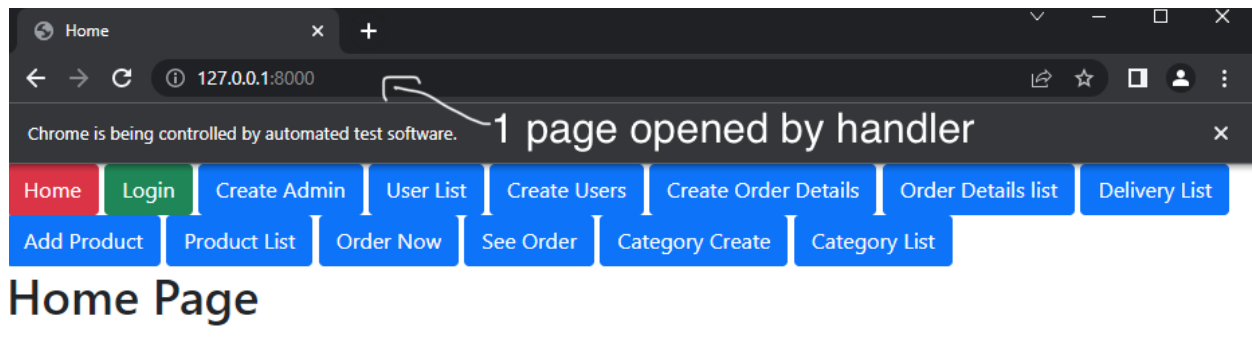 Home
127.0.0.1:8000
Chrome is being controlled by automated test software.
1 page opened by handler
Home Login Create Admin User List Create Users Create Order Details Order Details list Delivery List
Add Product Product List Order Now See Order Category Create Category List
Home Page